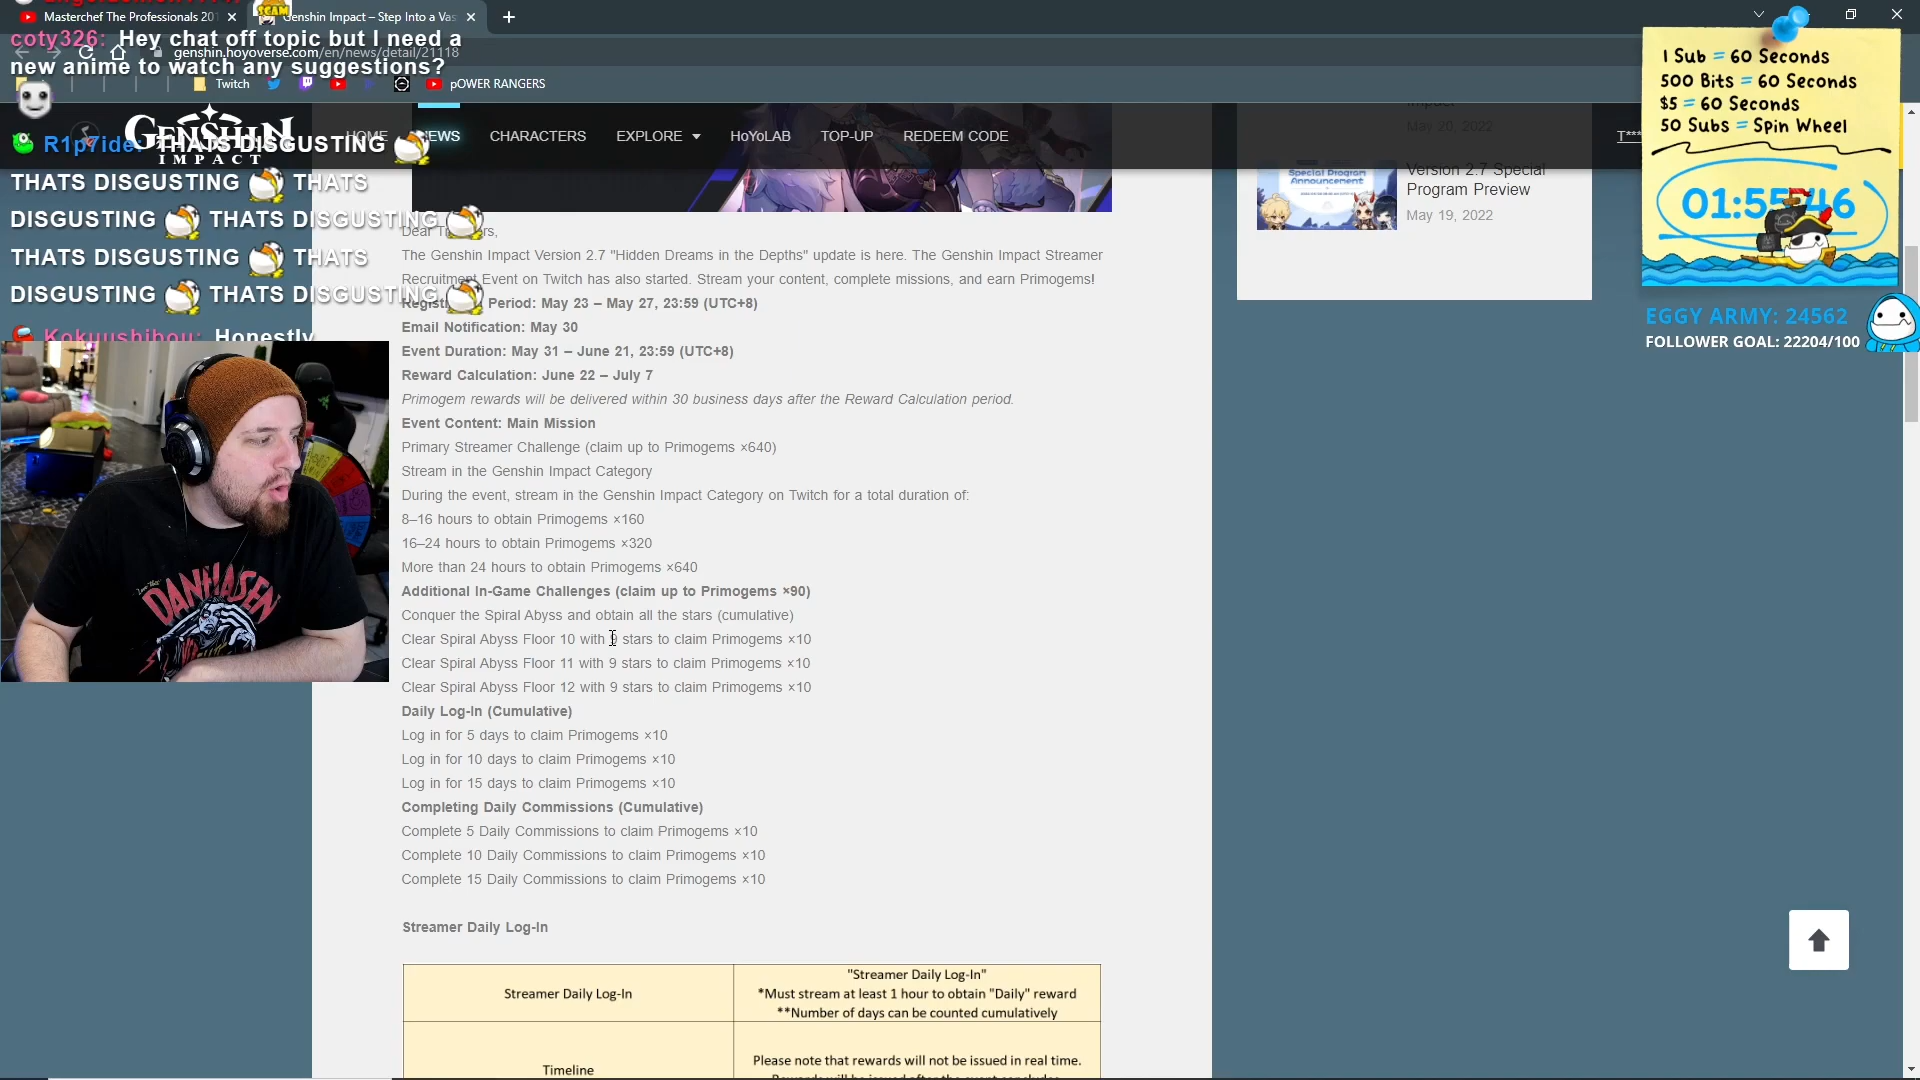 Masterchef The Professionals 201
SCAM
Genshin Impact – Step Into a Vas
coty326: Hey chat off topic but I need a
new anime to watch any suggestions?
genshin.hoyoverse.com/en/news/detail/21118
Twitch
pOWER RANGERS
GENSHIN
IMPACT
HOME
NEWS
CHARACTERS
EXPLORE
HoYoLAB
TOP-UP
REDEEM CODE
T***
R1p7ide: THATS DISGUSTING
THATS DISGUSTING THATS
DISGUSTING THATS DISGUSTING
THATS DISGUSTING THATS
DISGUSTING THATS DISGUSTING
Kokuushibou: Honestly
May 20, 2022
Special Program
Announcement
Version 2.7 Special
Program Preview
May 19, 2022
1 Sub = 60 Seconds
500 Bits = 60 Seconds
$5 = 60 Seconds
50 Subs = Spin Wheel
01:55:46
EGGY ARMY: 24562
FOLLOWER GOAL: 22204/100
Dear
The Genshin Impact Version 2.7 "Hidden Dreams in the Depths" update is here. The Genshin Impact Streamer
Recruitment Event on Twitch has also started. Stream your content, complete missions, and earn Primogems!
Period: May 23 – May 27, 23:59 (UTC+8)
Email Notification: May 30
Event Duration: May 31 – June 21, 23:59 (UTC+8)
Reward Calculation: June 22 – July 7
Primogem rewards will be delivered within 30 business days after the Reward Calculation period.
Event Content: Main Mission
Primary Streamer Challenge (claim up to Primogems ×640)
Stream in the Genshin Impact Category
During the event, stream in the Genshin Impact Category on Twitch for a total duration of:
8–16 hours to obtain Primogems ×160
16–24 hours to obtain Primogems ×320
More than 24 hours to obtain Primogems ×640
Additional In-Game Challenges (claim up to Primogems ×90)
Conquer the Spiral Abyss and obtain all the stars (cumulative)
Clear Spiral Abyss Floor 10 with 9 stars to claim Primogems ×10
Clear Spiral Abyss Floor 11 with 9 stars to claim Primogems ×10
Clear Spiral Abyss Floor 12 with 9 stars to claim Primogems ×10
Daily Log-In (Cumulative)
Log in for 5 days to claim Primogems ×10
Log in for 10 days to claim Primogems ×10
Log in for 15 days to claim Primogems ×10
Completing Daily Commissions (Cumulative)
Complete 5 Daily Commissions to claim Primogems ×10
Complete 10 Daily Commissions to claim Primogems ×10
Complete 15 Daily Commissions to claim Primogems ×10
Streamer Daily Log-In
Streamer Daily Log-In
"Streamer Daily Log-In"
*Must stream at least 1 hour to obtain "Daily" reward
**Number of days can be counted cumulatively
Timeline
Please note that rewards will not be issued in real time.
DANHAUSEN